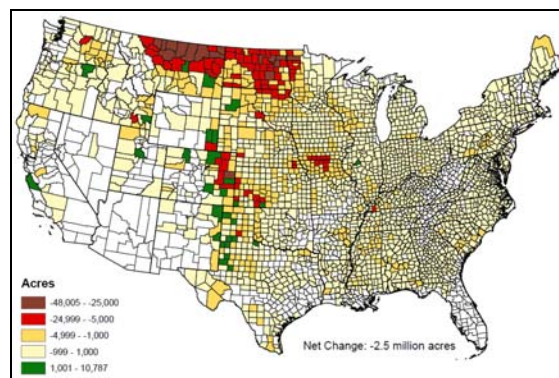 Acres
-48,005 - -25,000
-24,999 - -5,000
-4,999 - -1,000
-999 - 1,000
1,001 - 10,787
Net Change: -2.5 million acres